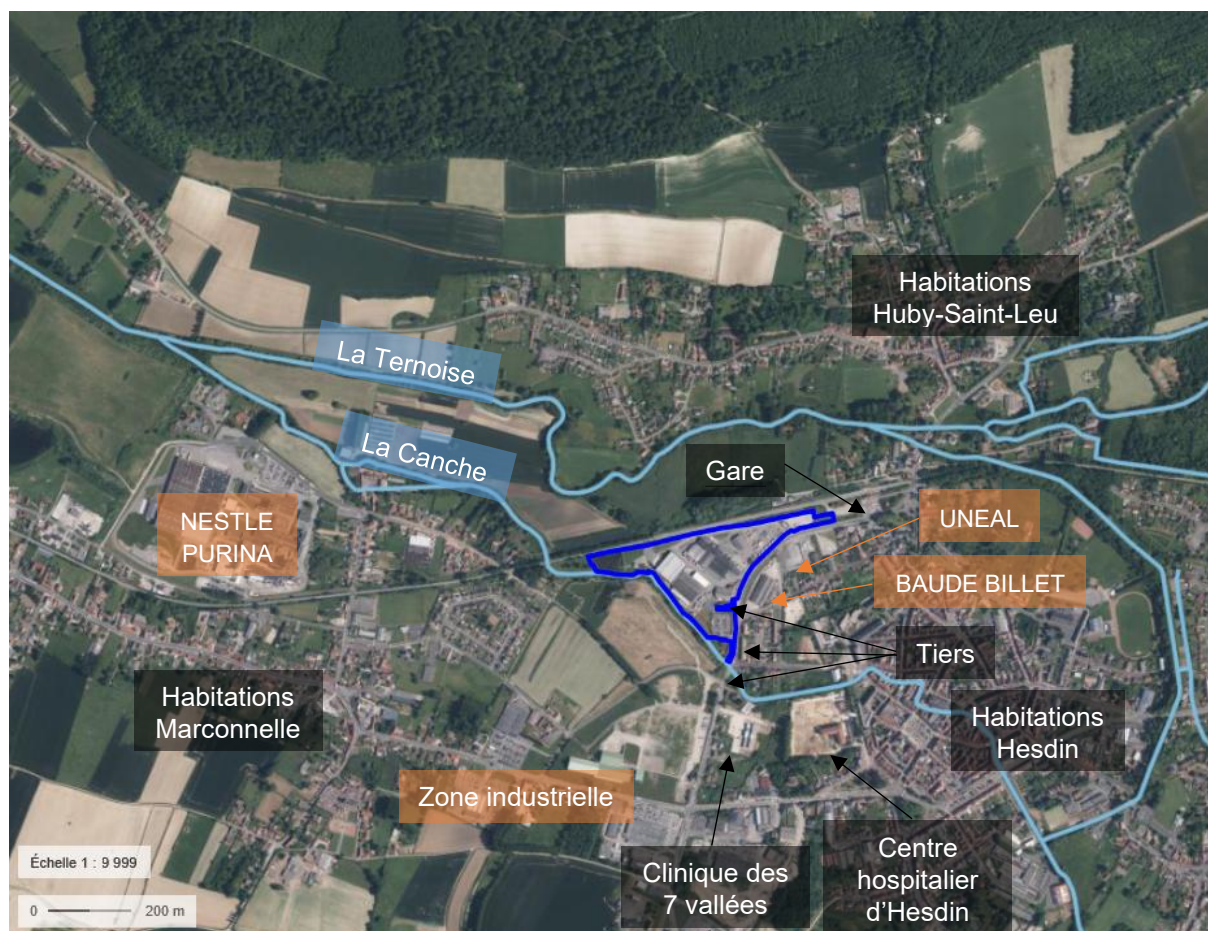 Habitations
Huby-Saint-Leu
La Ternoise
La Canche
Gare
NESTLE
PURINA
UNEAL
BAUDE BILLET
Tiers
Habitations
Marconnelle
Habitations
Hesdin
Zone industrielle
Clinique des
7 vallées
Centre
hospitalier
d’Hesdin
Échelle 1 : 9 999
0 200 m